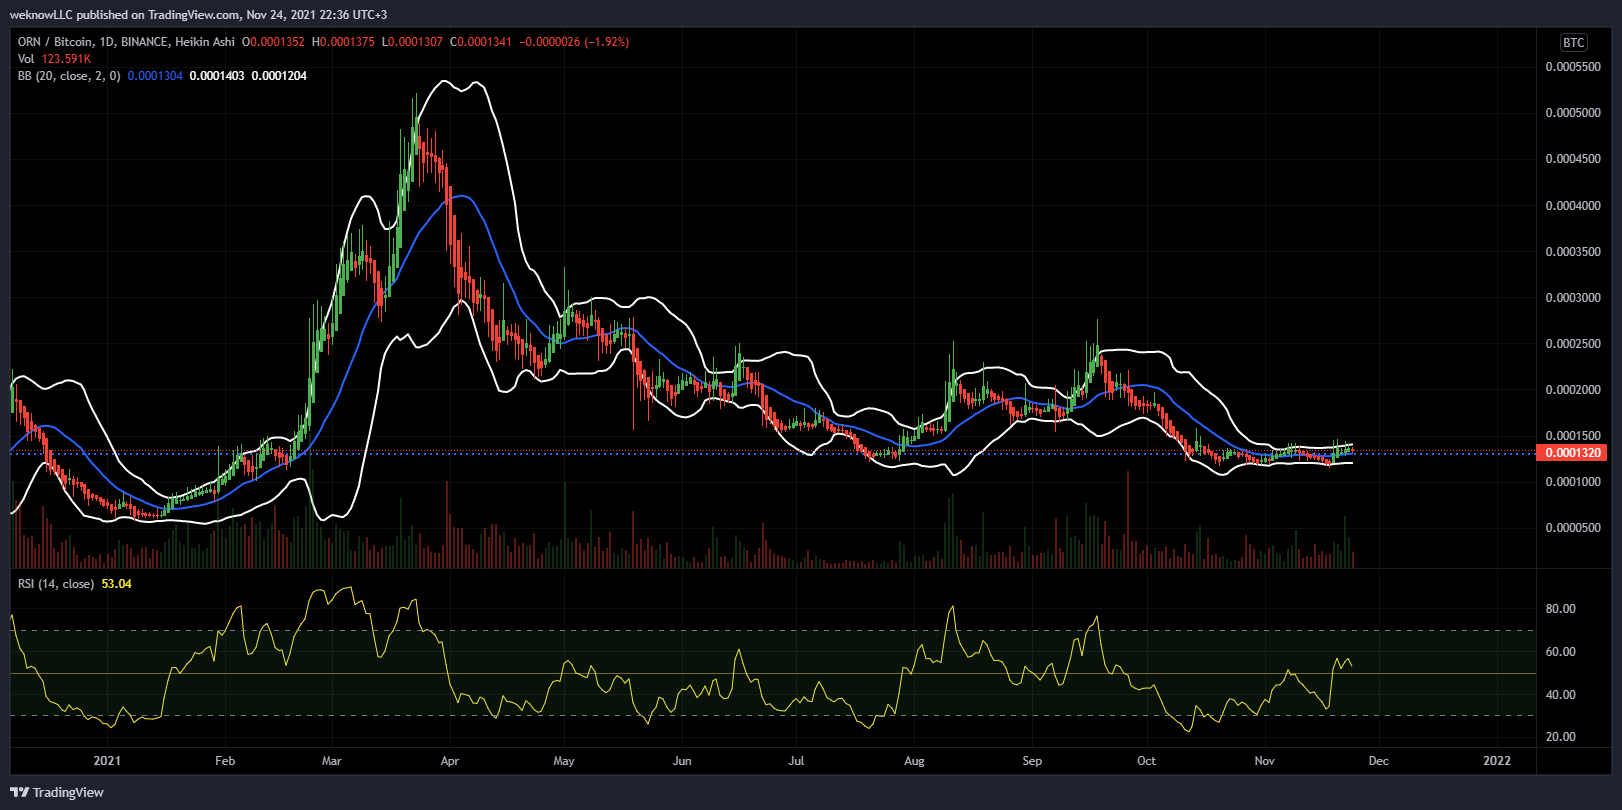 weknowLLC published on TradingView.com, Nov 24, 2021 22:36 UTC+3
ORN / Bitcoin, 1D, BINANCE, Heikin Ashi O0.0001352 H0.0001375 L0.0001307 C0.0001341 −0.0000026 (−1.92%)
BTC
Vol 123.591K
BB (20, close, 2, 0) 0.0001304 0.0001403 0.0001204
0.0005500
0.0005000
0.0004500
0.0004000
0.0003500
0.0003000
0.0002500
0.0002000
0.0001500
0.0001320
0.0001000
0.0000500
RSI (14, close) 53.04
80.00
60.00
40.00
20.00
2021 Feb Mar Apr May Jun Jul Aug Sep Oct Nov Dec 2022
TradingView